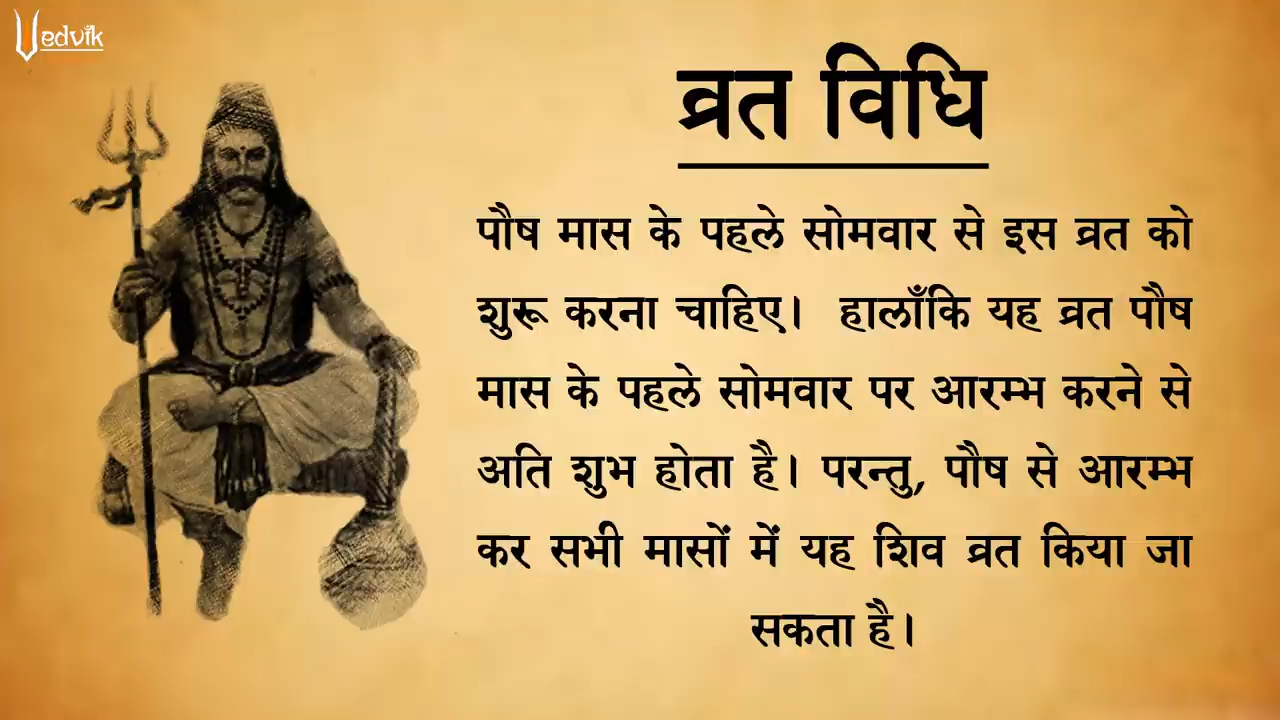 Vedvik
व्रत विधि
पौष मास के पहले सोमवार से इस व्रत को
शुरू करना चाहिए। हालाँकि यह व्रत पौष
मास के पहले सोमवार पर आरम्भ करने से
अति शुभ होता है। परन्तु, पौष से आरम्भ
कर सभी मासों में यह शिव व्रत किया जा
सकता है।